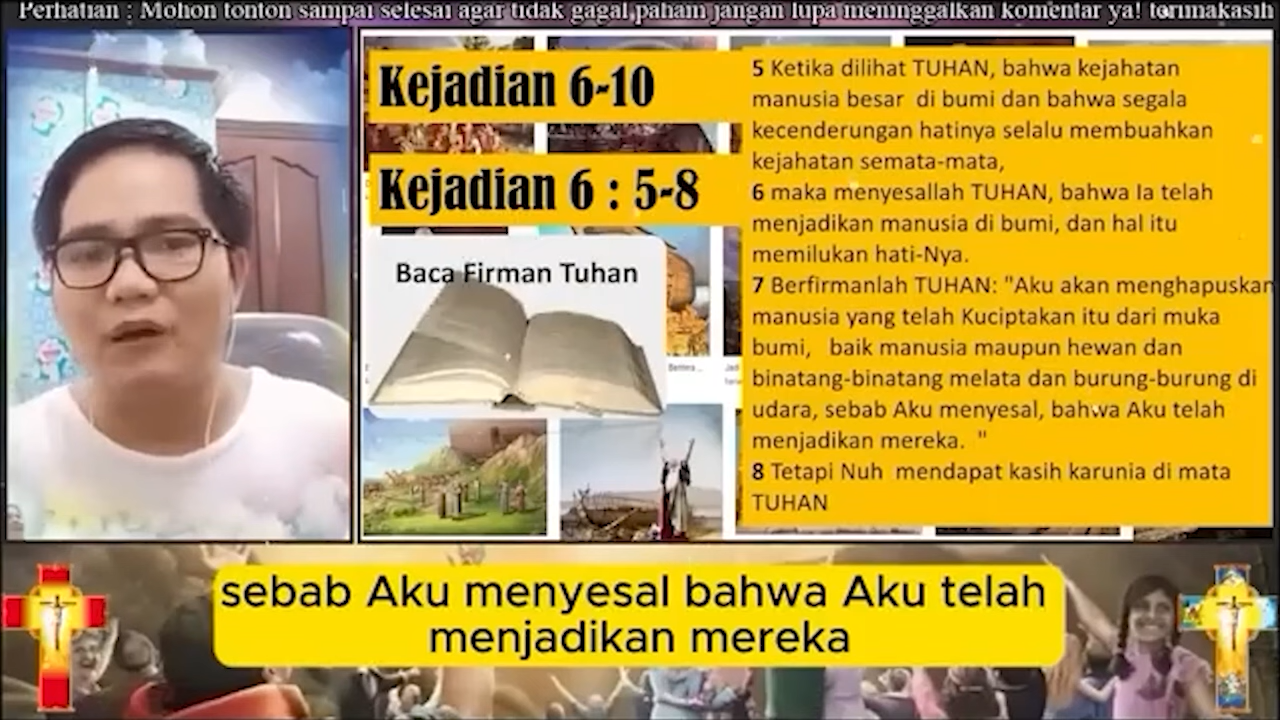 Perhatian : Mohon tonton sampai selesai agar tidak gagal paham jangan lupa meninggalkan komentar ya! terimakasih
Kejadian 6-10
Kejadian 6 : 5-8
Baca Firman Tuhan
5 Ketika dilihat TUHAN, bahwa kejahatan
manusia besar di bumi dan bahwa segala
kecenderungan hatinya selalu membuahkan
kejahatan semata-mata,
6 maka menyesallah TUHAN, bahwa Ia telah
menjadikan manusia di bumi, dan hal itu
memilukan hati-Nya.
7 Berfirmanlah TUHAN: "Aku akan menghapuskan
manusia yang telah Kuciptakan itu dari muka
bumi, baik manusia maupun hewan dan
binatang-binatang melata dan burung-burung di
udara, sebab Aku menyesal, bahwa Aku telah
menjadikan mereka. "
8 Tetapi Nuh mendapat kasih karunia di mata
TUHAN
sebab Aku menyesal bahwa Aku telah
menjadikan mereka